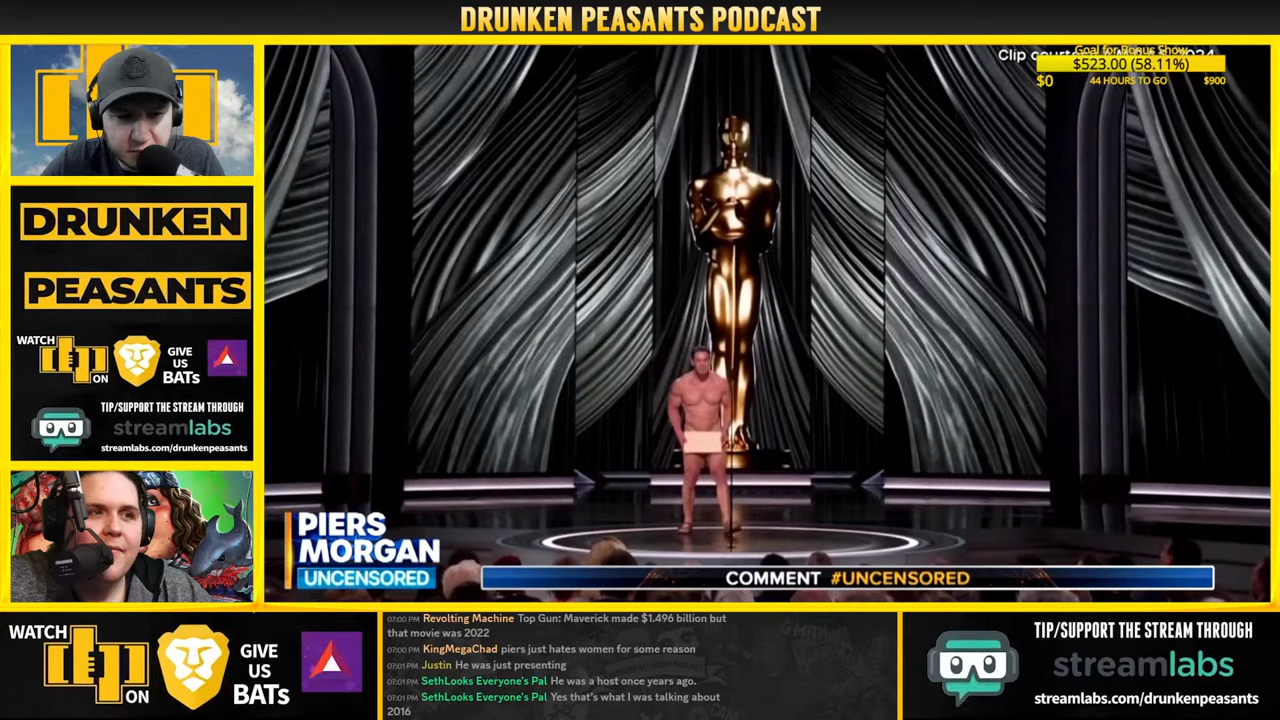 DRUNKEN PEASANTS PODCAST
Goal for Bonus Show
$523.00 (58.11%)
$0
44 HOURS TO GO
$900
DRUNKEN
PEASANTS
WATCH
ON
GIVE
US
BATs
TIP/SUPPORT THE STREAM THROUGH
streamlabs
streamlabs.com/drunkenpeasants
PIERS
MORGAN
UNCENSORED
COMMENT #UNCENSORED
WATCH
ON
GIVE
US
BATs
07:00 PM Revolting Machine Top Gun: Maverick made $1.496 billion but
that movie was 2022
07:00 PM KingMegaChad piers just hates women for some reason
07:01 PM Justin He was just presenting
07:01 PM SethLooks Everyone's Pal He was a host once years ago.
07:01 PM SethLooks Everyone's Pal Yes that's what I was talking about
2016
TIP/SUPPORT THE STREAM THROUGH
streamlabs
streamlabs.com/drunkenpeasants